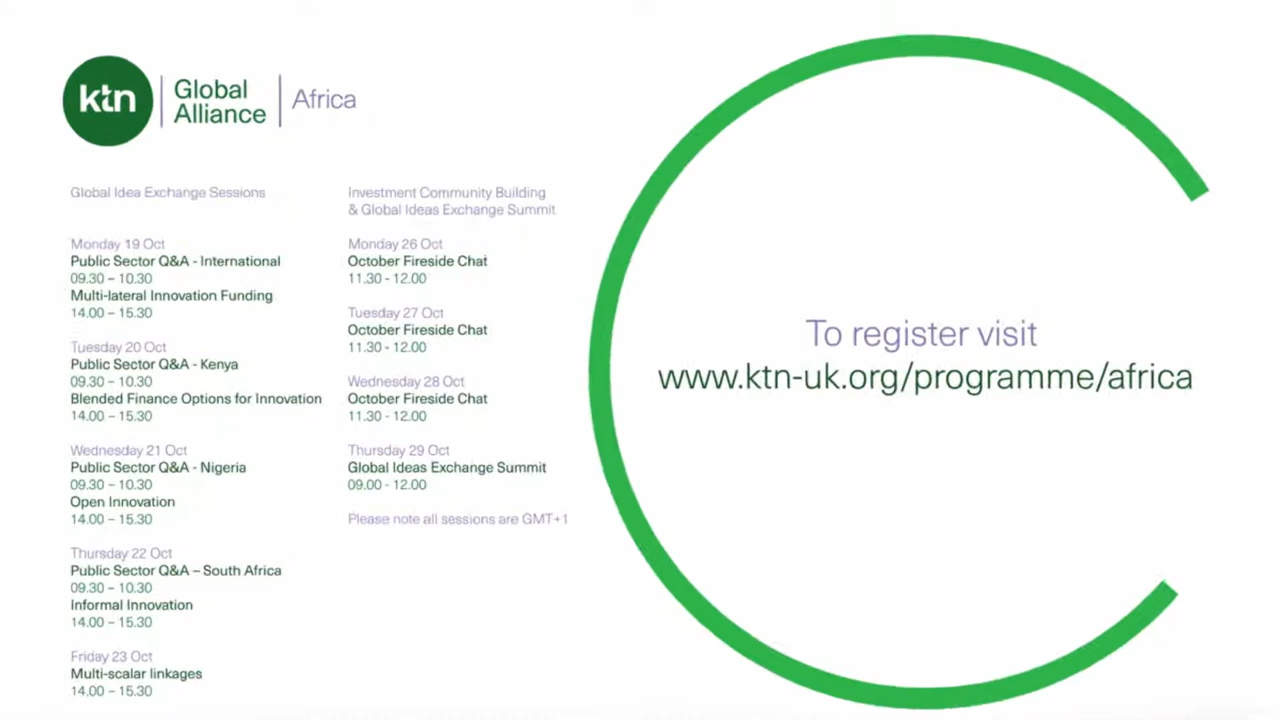 ktn
Global
Alliance
Africa
Global Idea Exchange Sessions
Monday 19 Oct
Public Sector Q&A - International
09.30 – 10.30
Multi-lateral Innovation Funding
14.00 – 15.30
Tuesday 20 Oct
Public Sector Q&A - Kenya
09.30 – 10.30
Blended Finance Options for Innovation
14.00 – 15.30
Wednesday 21 Oct
Public Sector Q&A - Nigeria
09.30 – 10.30
Open Innovation
14.00 – 15.30
Thursday 22 Oct
Public Sector Q&A – South Africa
09.30 – 10.30
Informal Innovation
14.00 – 15.30
Friday 23 Oct
Multi-scalar linkages
14.00 – 15.30
Investment Community Building
& Global Ideas Exchange Summit
Monday 26 Oct
October Fireside Chat
11.30 - 12.00
Tuesday 27 Oct
October Fireside Chat
11.30 - 12.00
Wednesday 28 Oct
October Fireside Chat
11.30 - 12.00
Thursday 29 Oct
Global Ideas Exchange Summit
09.00 - 12.00
Please note all sessions are GMT+1
To register visit
www.ktn-uk.org/programme/africa